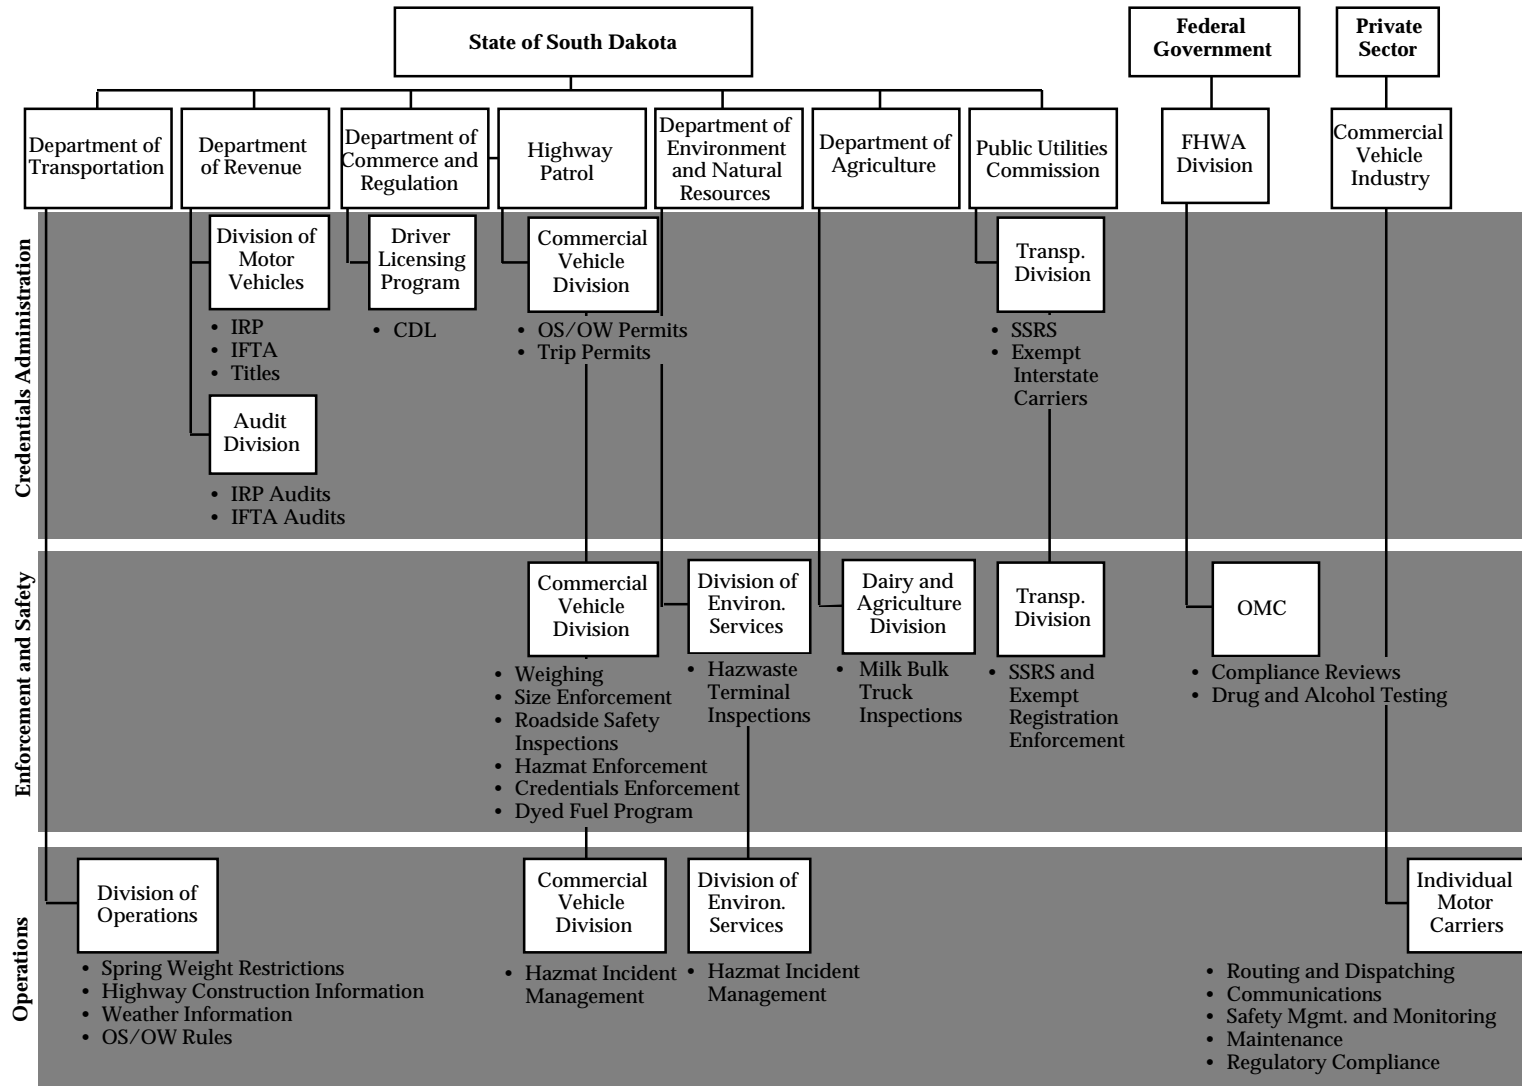 State of South Dakota
Federal
Government
Private
Sector
Department of
Transportation
Department
of Revenue
Department of
Commerce and
Regulation
Highway
Patrol
Department of
Environment
and Natural
Resources
Department of
Agriculture
Public Utilities
Commission
FHWA
Division
Commercial
Vehicle
Industry
Credentials Administration
Division of
Motor
Vehicles
• IRP
• IFTA
• Titles
Audit
Division
• IRP Audits
• IFTA Audits
Driver
Licensing
Program
• CDL
Commercial
Vehicle
Division
• OS/OW Permits
• Trip Permits
Transp.
Division
• SSRS
• Exempt
Interstate
Carriers
Enforcement and Safety
Commercial
Vehicle
Division
• Weighing
• Size Enforcement
• Roadside Safety
Inspections
• Hazmat Enforcement
• Credentials Enforcement
• Dyed Fuel Program
Division of
Environ.
Services
• Hazwaste
Terminal
Inspections
Dairy and
Agriculture
Division
• Milk Bulk
Truck
Inspections
Transp.
Division
• SSRS and
Exempt
Registration
Enforcement
OMC
• Compliance Reviews
• Drug and Alcohol Testing
Operations
Division of
Operations
• Spring Weight Restrictions
• Highway Construction Information
• Weather Information
• OS/OW Rules
Commercial
Vehicle
Division
• Hazmat Incident
Management
Division of
Environ.
Services
• Hazmat Incident
Management
Individual
Motor
Carriers
• Routing and Dispatching
• Communications
• Safety Mgmt. and Monitoring
• Maintenance
• Regulatory Compliance